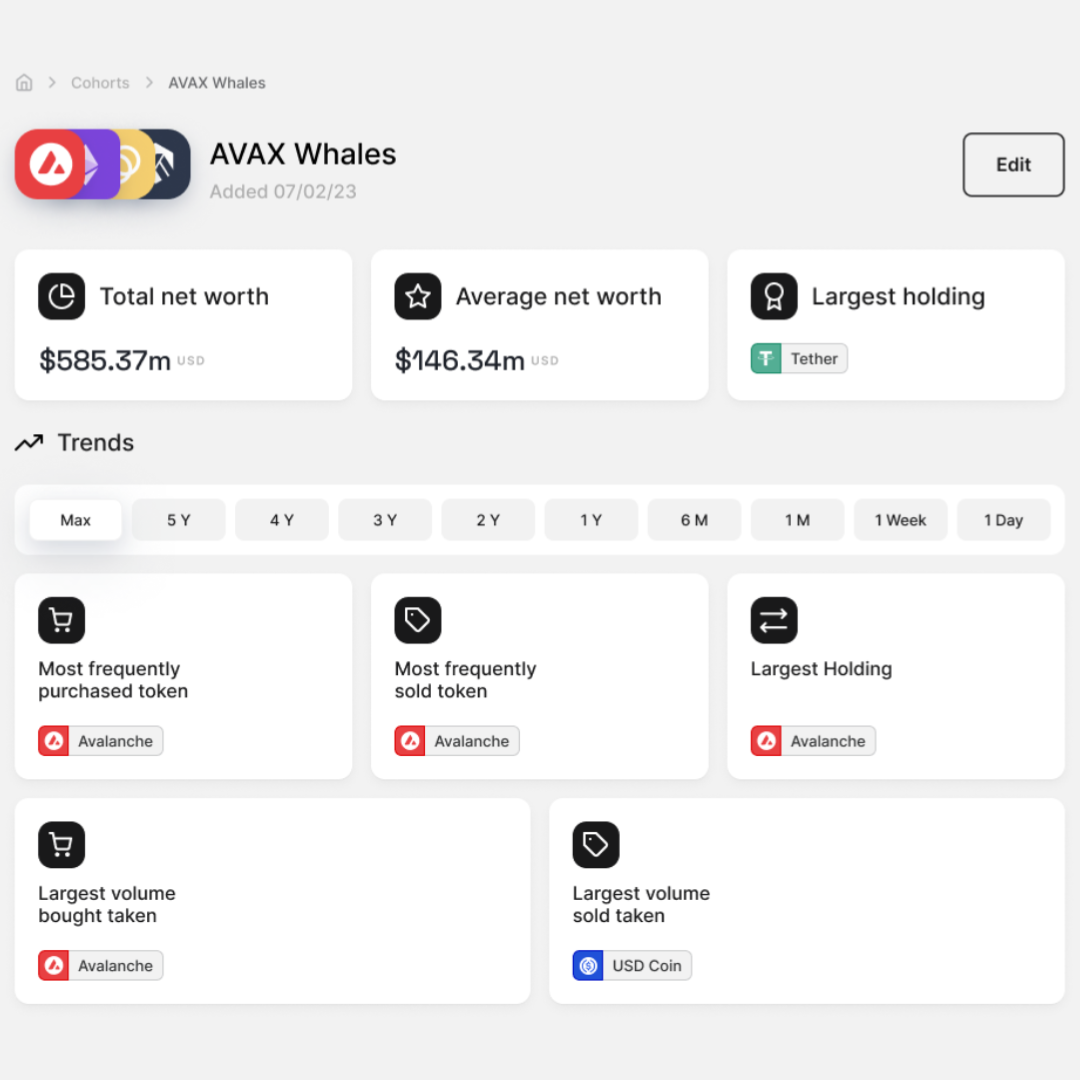 Cohorts AVAX Whales
AVAX Whales
Added 07/02/23
Edit
Total net worth
$585.37m USD
Average net worth
$146.34m USD
Largest holding
Tether
Trends
Max 5 Y 4 Y 3 Y 2 Y 1 Y 6 M 1 M 1 Week 1 Day
Most frequently
purchased token
Avalanche
Most frequently
sold token
Avalanche
Largest Holding
Avalanche
Largest volume
bought taken
Avalanche
Largest volume
sold taken
USD Coin